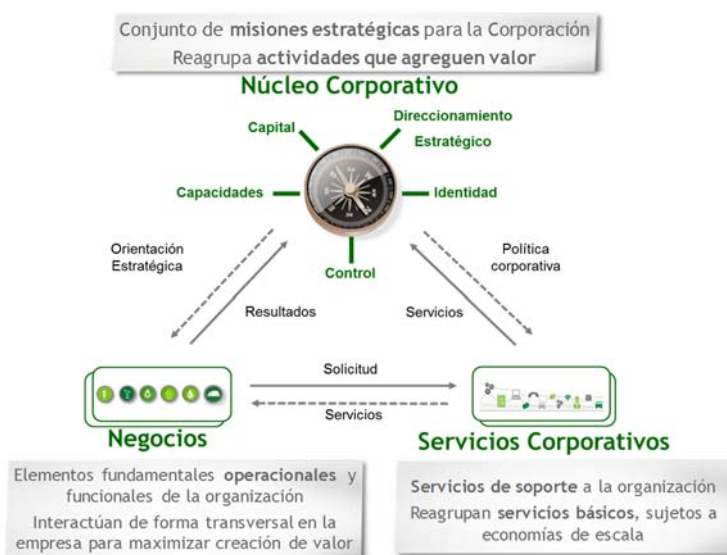 Conjunto de misiones estratégicas para la Corporación
Reagrupa actividades que agreguen valor
Núcleo Corporativo
Capital
Direccionamiento
Estratégico
Capacidades
Identidad
Control
Orientación
Estratégica
Resultados
Política
corporativa
Servicios
Solicitud
Servicios
Negocios
Servicios Corporativos
Elementos fundamentales operacionales y
funcionales de la organización
Interactúan de forma transversal en la
empresa para maximizar creación de valor
Servicios de soporte a la organización
Reagrupan servicios básicos, sujetos a
economías de escala